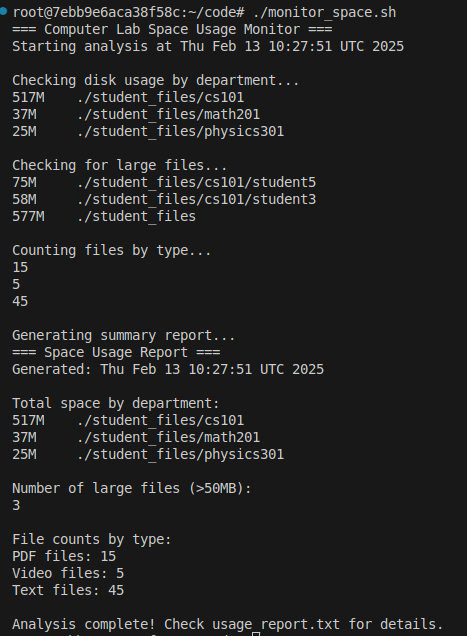 root@7ebb9e6aca38f58c:~/code# ./monitor_space.sh
=== Computer Lab Space Usage Monitor ===
Starting analysis at Thu Feb 13 10:27:51 UTC 2025
Checking disk usage by department...
517M    ./student_files/cs101
37M     ./student_files/math201
25M     ./student_files/physics301
Checking for large files...
75M     ./student_files/cs101/student5
58M     ./student_files/cs101/student3
577M    ./student_files
Counting files by type...
15
5
45
Generating summary report...
=== Space Usage Report ===
Generated: Thu Feb 13 10:27:51 UTC 2025
Total space by department:
517M    ./student_files/cs101
37M     ./student_files/math201
25M     ./student_files/physics301
Number of large files (>50MB):
3
File counts by type:
PDF files: 15
Video files: 5
Text files: 45
Analysis complete! Check usage_report.txt for details.